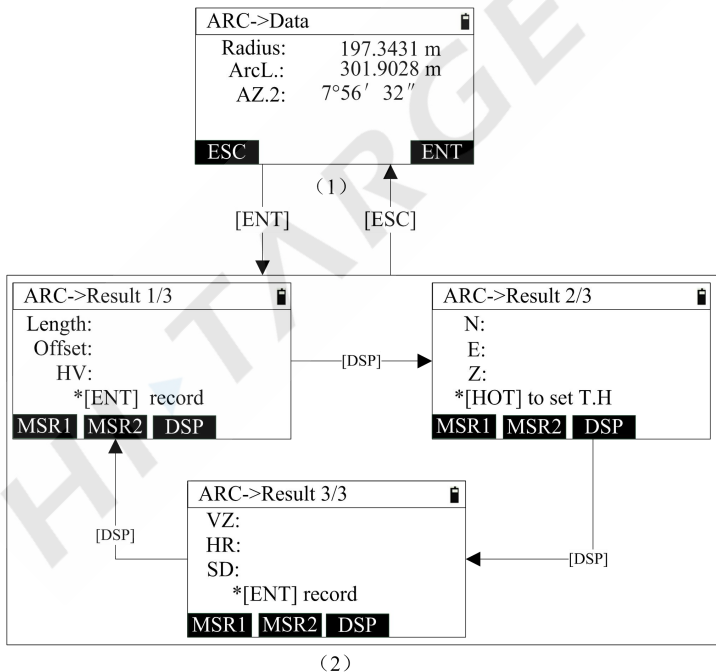 ARC->Data
Radius: 197.3431 m
ArcL.: 301.9028 m
AZ.2: 7°56′ 32″
ESC ENT
(1)
[ENT] [ESC]
ARC->Result 1/3
Length:
Offset:
HV:
*[ENT] record
MSR1 MSR2 DSP
[DSP]
ARC->Result 2/3
N:
E:
Z:
*[HOT] to set T.H
MSR1 MSR2 DSP
[DSP]
ARC->Result 3/3
VZ:
HR:
SD:
*[ENT] record
MSR1 MSR2 DSP
[DSP]
(2)
HI-TARGE